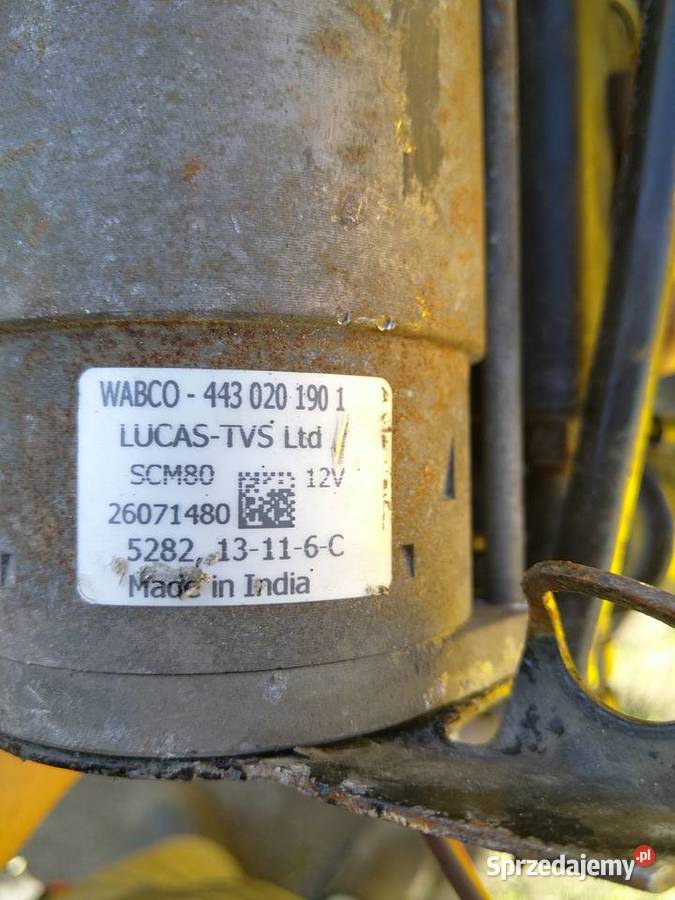 WABCO - 443 020 190 1
LUCAS-TVS Ltd
SCM80 12V
26071480
5282, 13-11-6-C
Made in India
Sprzedajemy.pl